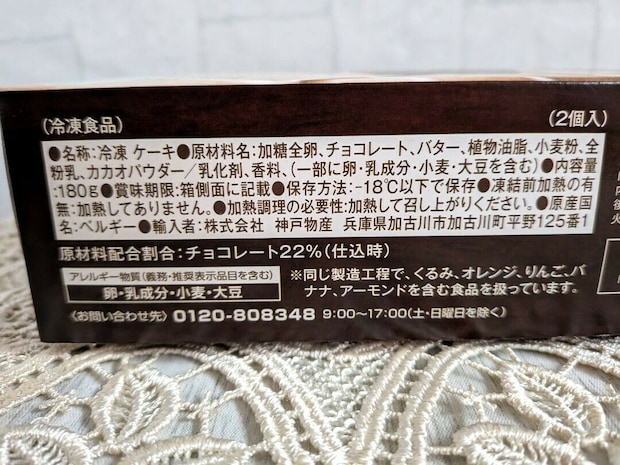 (冷凍食品) (2個入)
●名称:冷凍 ケーキ●原材料名:加糖全卵、チョコレート、バター、植物油脂、小麦粉、全
粉乳、カカオパウダー/乳化剤、香料、(一部に卵・乳成分・小麦・大豆を含む)●内容量
:180g●賞味期限:箱側面に記載●保存方法:-18℃以下で保存●凍結前加熱の有
無:加熱してありません。●加熱調理の必要性:加熱して召し上がりください。●原産国
名:ベルギー●輸入者:株式会社 神戸物産 兵庫県加古川市加古川町平野125番1
原材料配合割合:チョコレート22%(仕込時)
アレルギー物質(義務・推奨表示品目を含む)
卵・乳成分・小麦・大豆
※同じ製造工程で、くるみ、オレンジ、りんご、バ
ナナ、アーモンドを含む食品を扱っています。
〈お問い合わせ先〉 0120-808348 9:00～17:00(土・日曜日を除く)